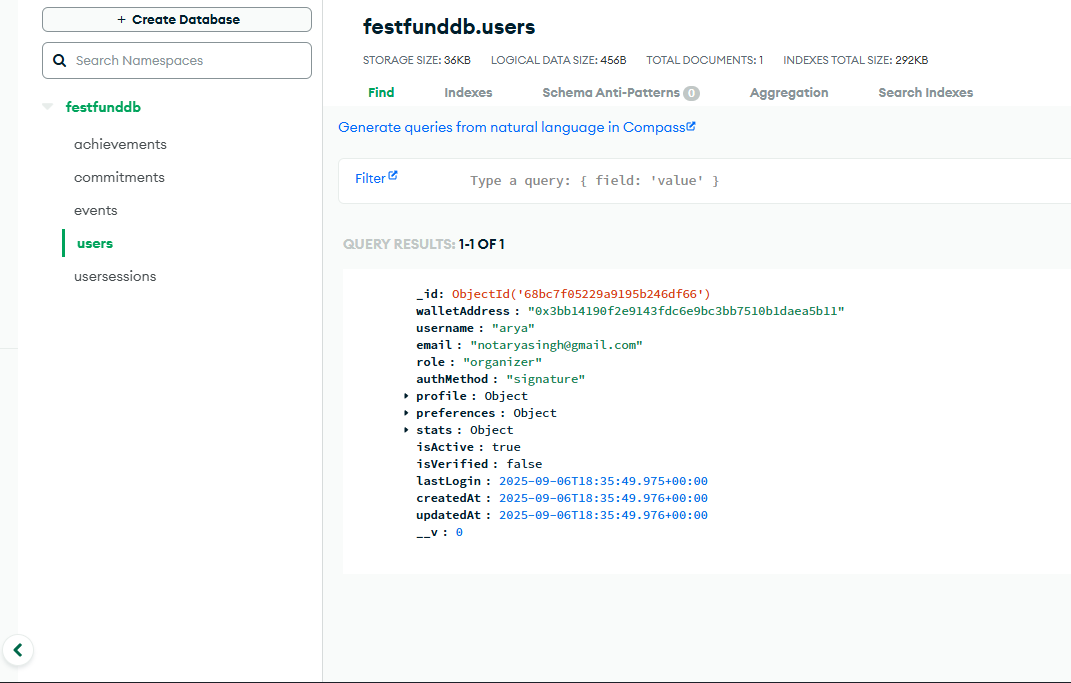 + Create Database
Search Namespaces
festfunddb
achievements
commitments
events
users
usersessions
festfunddb.users
STORAGE SIZE: 36KB LOGICAL DATA SIZE: 456B TOTAL DOCUMENTS: 1 INDEXES TOTAL SIZE: 292KB
Find Indexes Schema Anti-Patterns 0 Aggregation Search Indexes
Generate queries from natural language in Compass
Filter Type a query: { field: 'value' }
QUERY RESULTS: 1-1 OF 1
_id: ObjectId('68bc7f05229a9195b246df66')
walletAddress : "0x3bb14190f2e9143fdc6e9bc3bb7510b1daea5b11"
username : "arya"
email : "notaryasingh@gmail.com"
role : "organizer"
authMethod : "signature"
profile : Object
preferences : Object
stats : Object
isActive : true
isVerified : false
lastLogin : 2025-09-06T18:35:49.975+00:00
createdAt : 2025-09-06T18:35:49.976+00:00
updatedAt : 2025-09-06T18:35:49.976+00:00
__v : 0